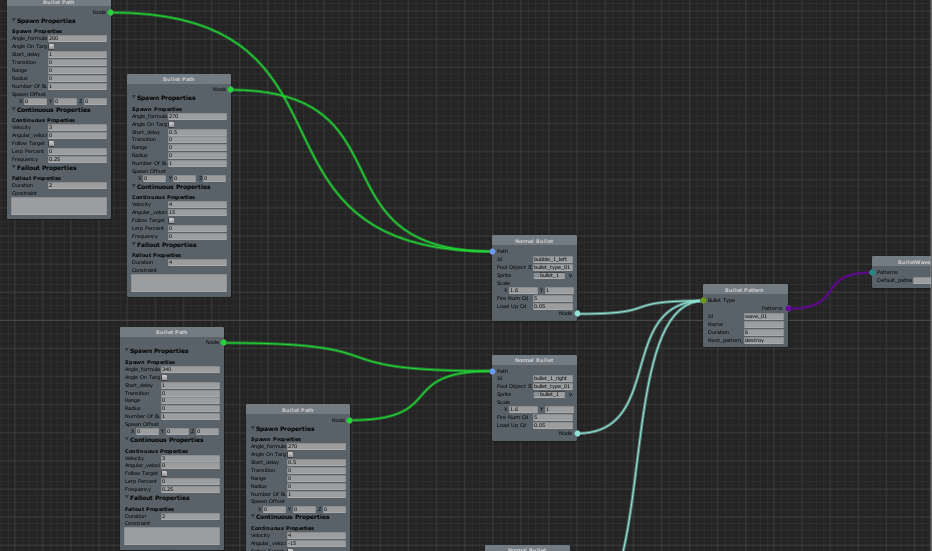 Bullet Path
Node
Spawn Properties
Spawn Properties
Angle_formula 200
Angle On Targ
Start_delay 1
Transition 0
Range 0
Radius 0
Number Of Bu 1
Spawn Offset
X 0 Y 0 Z 0
Continuous Properties
Continuous Properties
Velocity 3
Angular_veloci 0
Follow Target
Lerp Percent 0
Frequency 0.25
Fallout Properties
Fallout Properties
Duration 2
Constraint
Bullet Path
Node
Spawn Properties
Spawn Properties
Angle_formula 270
Angle On Targ
Start_delay 0.5
Transition 0
Range 0
Radius 0
Number Of Bu 1
Spawn Offset
X 0 Y 0 Z 0
Continuous Properties
Continuous Properties
Velocity 4
Angular_veloci 15
Follow Target
Lerp Percent 0
Frequency 0
Fallout Properties
Fallout Properties
Duration 4
Constraint
Bullet Path
Node
Spawn Properties
Spawn Properties
Angle_formula 340
Angle On Targ
Start_delay 1
Transition 0
Range 0
Radius 0
Number Of Bu 1
Spawn Offset
X 0 Y 0 Z 0
Continuous Properties
Continuous Properties
Velocity 3
Angular_veloci 0
Follow Target
Lerp Percent 0
Frequency 0.25
Fallout Properties
Fallout Properties
Duration 2
Constraint
Bullet Path
Node
Spawn Properties
Spawn Properties
Angle_formula 270
Angle On Targ
Start_delay 0.5
Transition 0
Range 0
Radius 0
Number Of Bu 1
Spawn Offset
X 0 Y 0 Z 0
Continuous Properties
Continuous Properties
Velocity 4
Angular_veloci -15
Normal Bullet
Path
Id bubble_1_left
Pool Object ID bullet_type_01
Sprite bullet_1
Scale
X 1.6 Y 1
Fire Num Cd 5
Load Up Cd 0.05
Node
Normal Bullet
Path
Id bullet_1_right
Pool Object ID bullet_type_01
Sprite bullet_1
Scale
X 1.6 Y 1
Fire Num Cd 5
Load Up Cd 0.05
Node
Normal Bullet
Bullet Pattern
Bullet Type
Patterns
Id wave_01
Name
Duration 6
Next_pattern destroy
BulletWave
Patterns
Default_patter